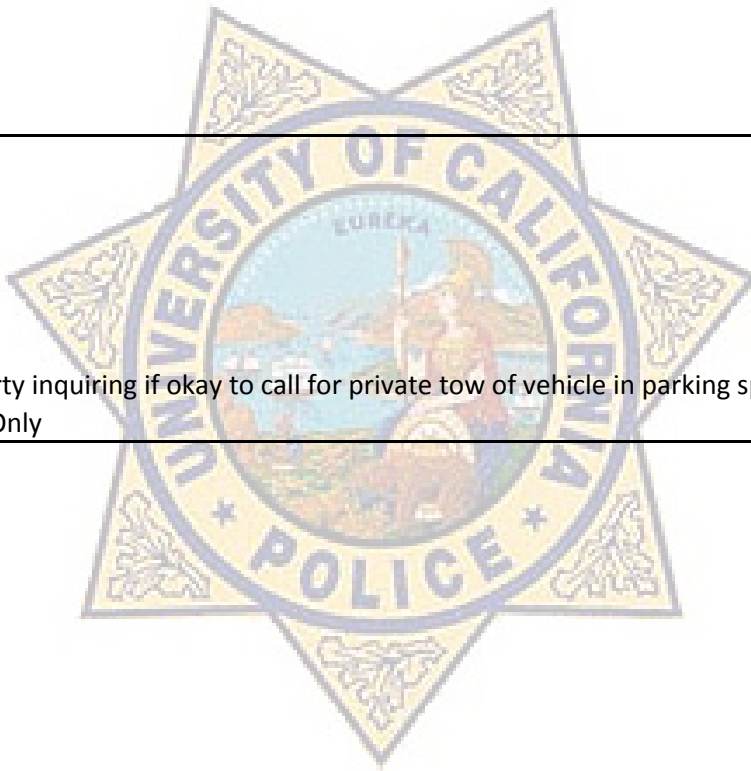 UNIVERSITY OF CALIFORNIA
EUREKA
rty inquiring if okay to call for private tow of vehicle in parking sp
Only
POLICE